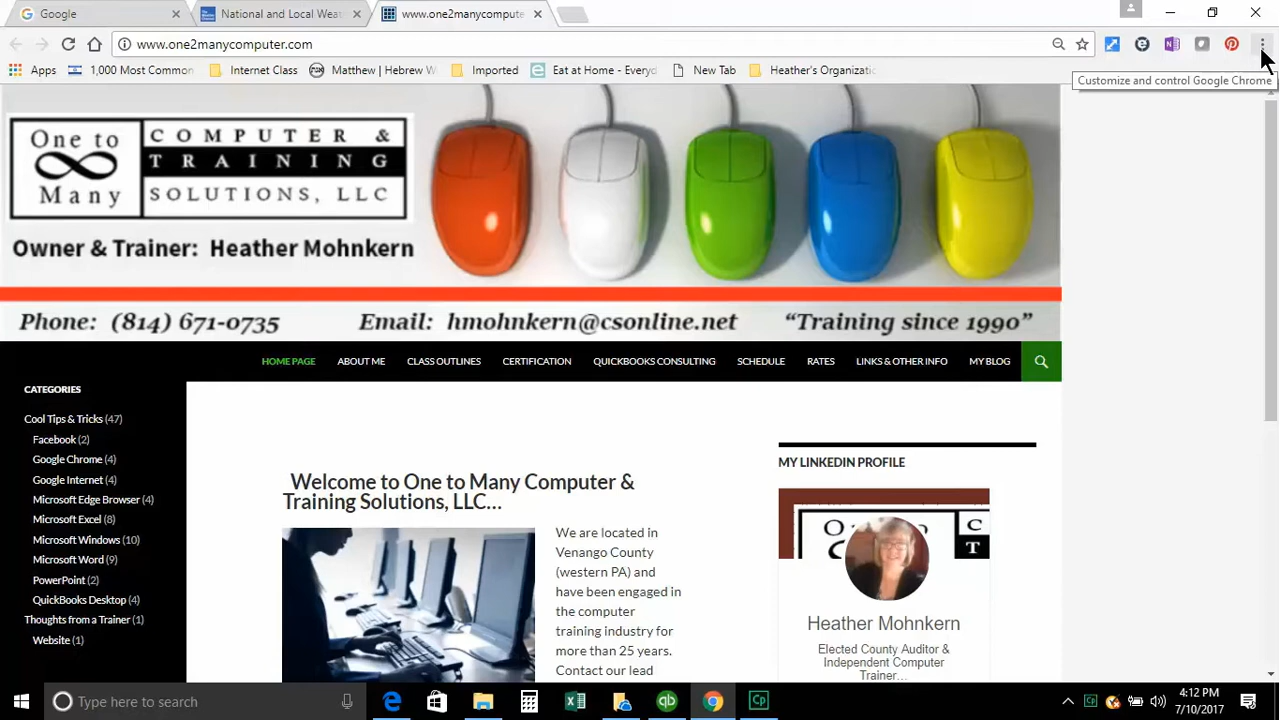 Google
National and Local Wea
www.one2manycompute
www.one2manycomputer.com
Apps
1,000 Most Common
Internet Class
Matthew | Hebrew W
Imported
Eat at Home - Everyd
New Tab
Heather's Organizati
Customize and control Google Chrome
One to
Many
COMPUTER &
TRAINING
SOLUTIONS, LLC
Owner & Trainer: Heather Mohnkern
Phone: (814) 671-0735 Email: hmohnkern@csonline.net “Training since 1990”
HOME PAGE ABOUT ME CLASS OUTLINES CERTIFICATION QUICKBOOKS CONSULTING SCHEDULE RATES LINKS & OTHER INFO MY BLOG
CATEGORIES
Cool Tips & Tricks (47)
Facebook (2)
Google Chrome (4)
Google Internet (4)
Microsoft Edge Browser (4)
Microsoft Excel (8)
Microsoft Windows (10)
Microsoft Word (9)
PowerPoint (2)
QuickBooks Desktop (4)
Thoughts from a Trainer (1)
Website (1)
Welcome to One to Many Computer &
Training Solutions, LLC…
We are located in
Venango County
(western PA) and
have been engaged in
the computer
training industry for
more than 25 years.
Contact our lead
MY LINKEDIN PROFILE
C
T
Heather Mohnkern
Elected County Auditor &
Independent Computer
Trainer...
Type here to search
4:12 PM
7/10/2017